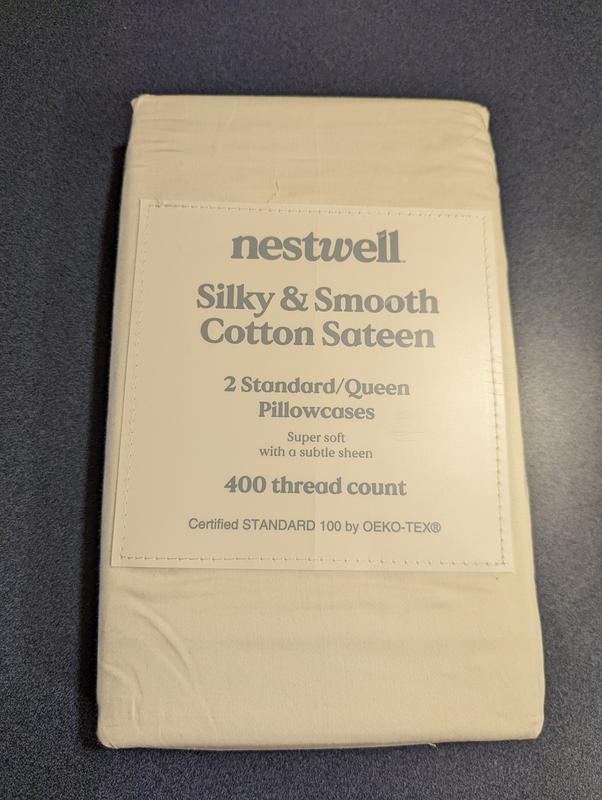 nestwell
Silky & Smooth
Cotton Sateen
2 Standard/Queen
Pillowcases
Super soft
with a subtle sheen
400 thread count
Certified STANDARD 100 by OEKO-TEX®